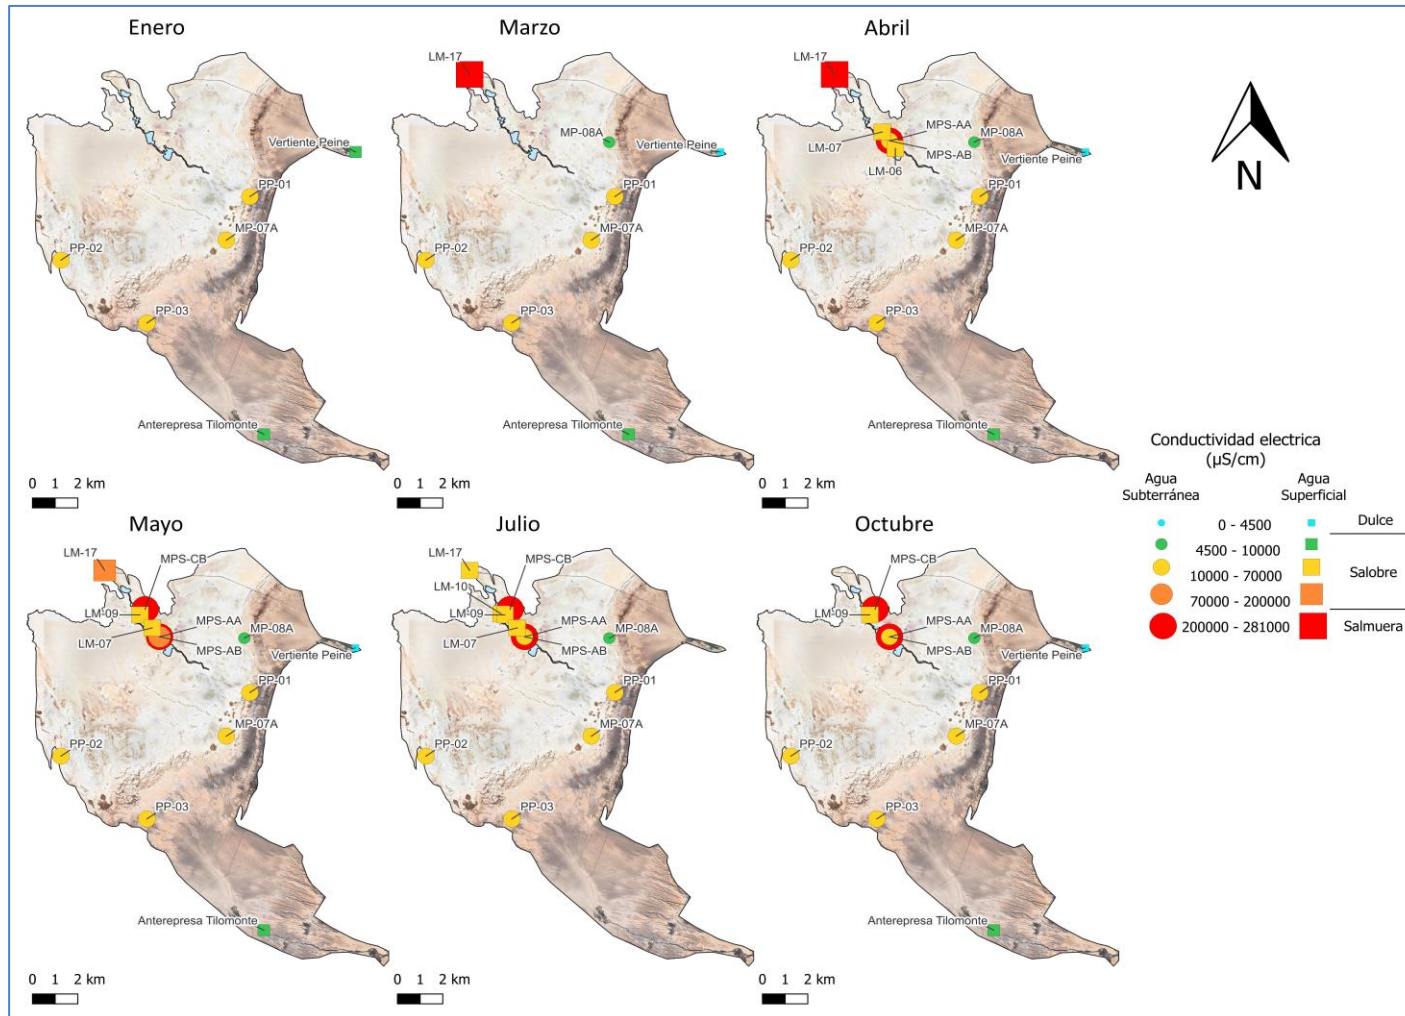 Enero
Vertiente Peine
PP-01
MP-07A
PP-02
PP-03
Anterepresa Tilomonte
0 1 2 km
Marzo
LM-17
MP-08A
Vertiente Peine
PP-01
MP-07A
PP-02
PP-03
Anterepresa Tilomonte
0 1 2 km
Abril
LM-17
MPS-AA
MP-08A
LM-07
MPS-AB
Vertiente Peine
LM-06
PP-01
MP-07A
PP-02
PP-03
Anterepresa Tilomonte
0 1 2 km
N
Conductividad electrica
(µS/cm)
Agua
Subterránea
Agua
Superficial
0 - 4500
Dulce
4500 - 10000
10000 - 70000
Salobre
70000 - 200000
200000 - 281000
Salmuera
Mayo
LM-17
MPS-CB
LM-09
MPS-AA
MP-08A
LM-07
MPS-AB
Vertiente Peine
PP-01
MP-07A
PP-02
PP-03
Anterepresa Tilomonte
0 1 2 km
Julio
LM-17
MPS-CB
LM-10
LM-09
MPS-AA
MP-08A
LM-07
MPS-AB
PP-01
MP-07A
PP-02
PP-03
0 1 2 km
Octubre
MPS-CB
LM-09
MPS-AA
MP-08A
MPS-AB
Vertiente Peine
PP-01
MP-07A
PP-02
PP-03
Anterepresa Tilomonte
0 1 2 km